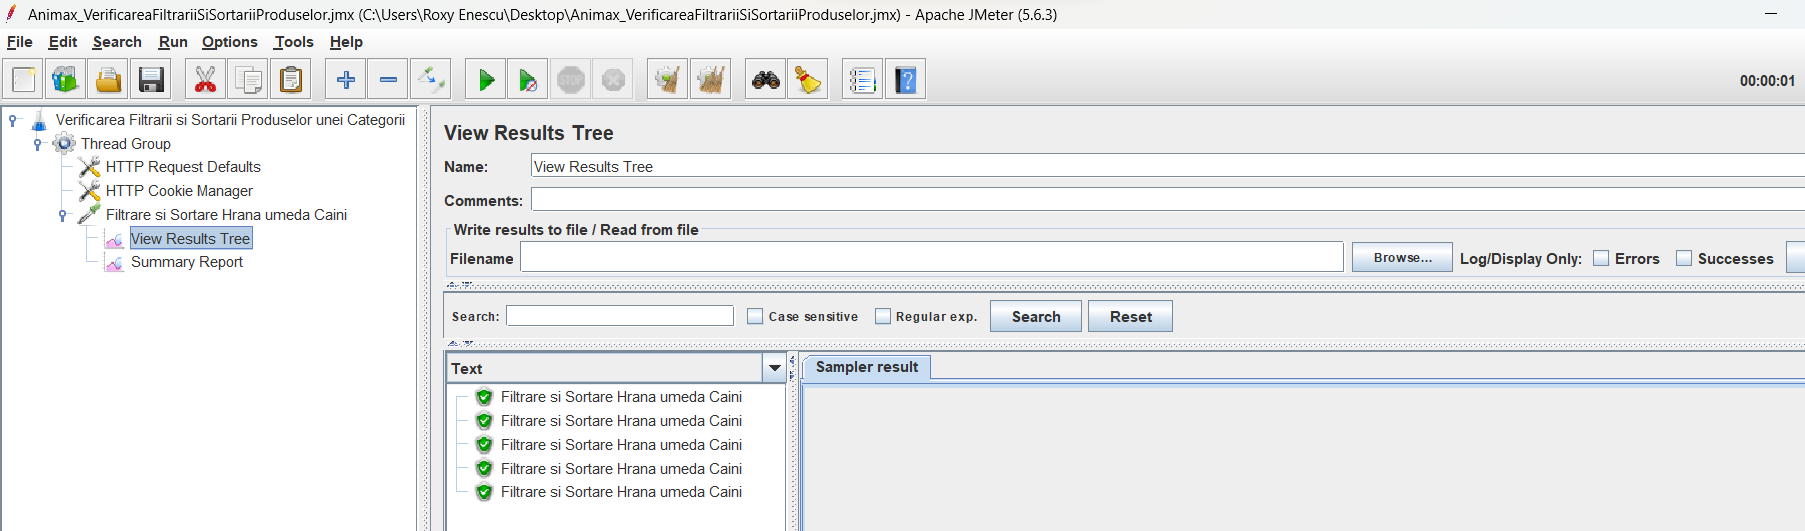 Animax_VerificareaFiltrariiSiSortariiProduselor.jmx (C:\Users\Roxy Enescu\Desktop\Animax_VerificareaFiltrariiSiSortariiProduselor.jmx) - Apache JMeter (5.6.3)
File Edit Search Run Options Tools Help
STOP
00:00:01
Verificarea Filtrarii si Sortarii Produselor unei Categorii
Thread Group
HTTP Request Defaults
HTTP Cookie Manager
Filtrare si Sortare Hrana umeda Caini
View Results Tree
Summary Report
View Results Tree
Name: View Results Tree
Comments:
Write results to file / Read from file
Filename Browse... Log/Display Only: Errors Successes
Search: Case sensitive Regular exp. Search Reset
Text
Filtrare si Sortare Hrana umeda Caini
Filtrare si Sortare Hrana umeda Caini
Filtrare si Sortare Hrana umeda Caini
Filtrare si Sortare Hrana umeda Caini
Filtrare si Sortare Hrana umeda Caini
Sampler result